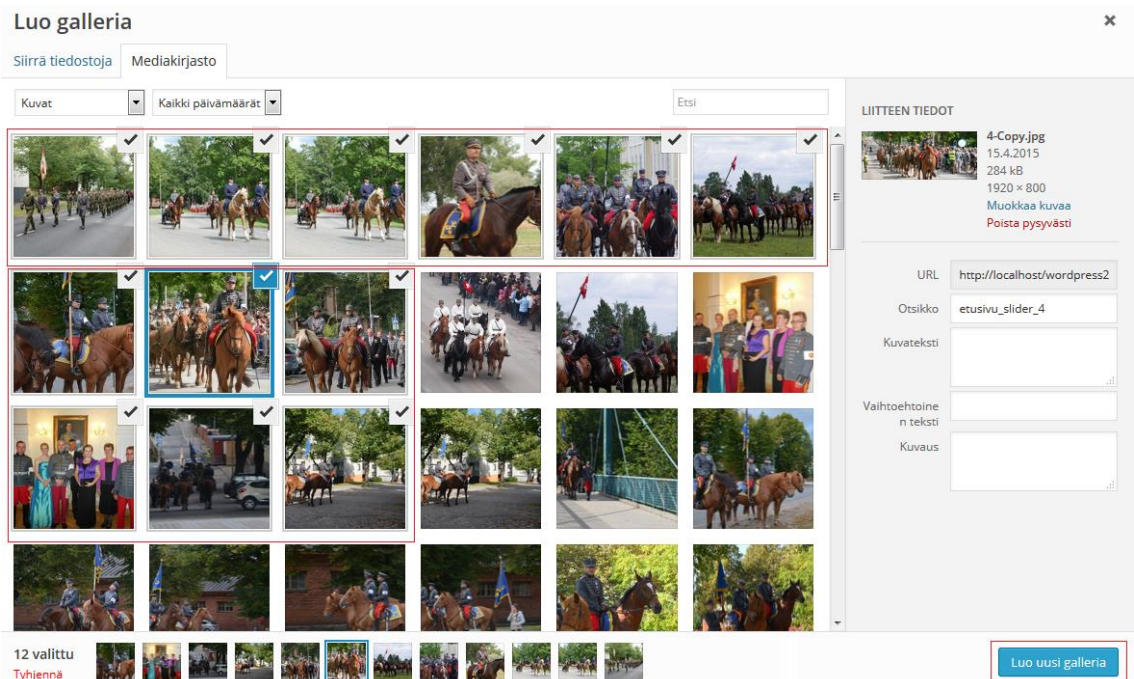 Luo galleria
Siirrä tiedostoja
Mediakirjasto
Kuvat
Kaikki päivämäärät
Etsi
LIITTEEN TIEDOT
4-Copy.jpg
15.4.2015
284 kB
1920 × 800
Muokkaa kuvaa
Poista pysyvästi
URL http://localhost/wordpress2
Otsikko etusivu_slider_4
Kuvateksti
Vaihtoehtoine
n teksti
Kuvaus
12 valittu
Tyhjennä
Luo uusi galleria